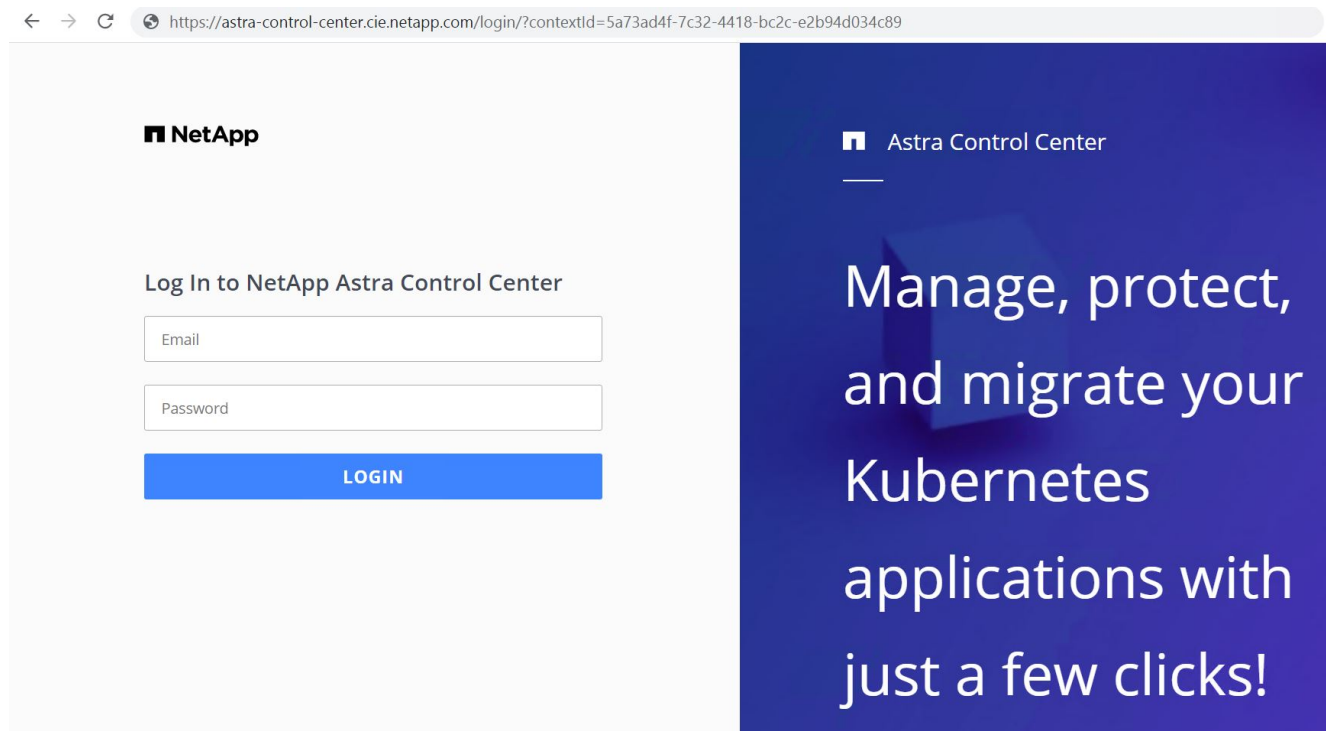 https://astra-control-center.cie.netapp.com/login/?contextId=5a73ad4f-7c32-4418-bc2c-e2b94d034c89
NetApp
Log In to NetApp Astra Control Center
Email
Password
LOGIN
Astra Control Center
Manage, protect,
and migrate your
Kubernetes
applications with
just a few clicks!